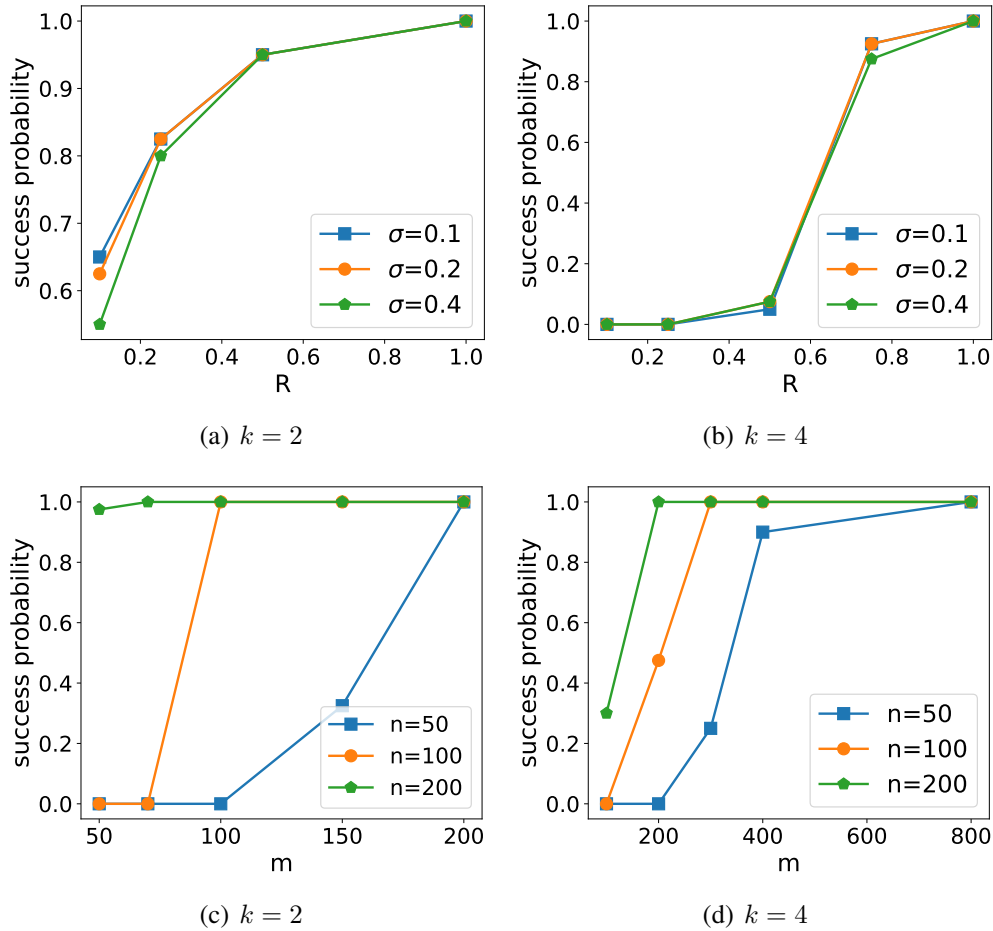 success probability
1.0
0.9
0.8
0.7
0.6
0.2
0.4
0.6
0.8
1.0
R
σ=0.1
σ=0.2
σ=0.4
(a) k = 2
success probability
1.0
0.8
0.6
0.4
0.2
0.0
0.2
0.4
0.6
0.8
1.0
R
σ=0.1
σ=0.2
σ=0.4
(b) k = 4
success probability
1.0
0.8
0.6
0.4
0.2
0.0
50
100
150
200
m
n=50
n=100
n=200
(c) k = 2
success probability
1.0
0.8
0.6
0.4
0.2
0.0
200
400
600
800
m
n=50
n=100
n=200
(d) k = 4